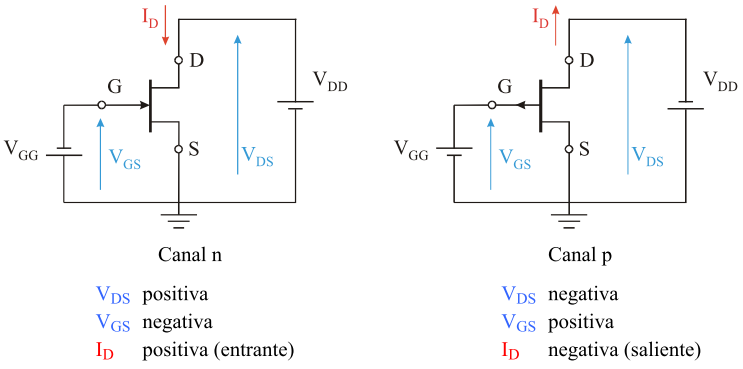 I_D
D
G
V_DD
V_GG
V_GS
S
V_DS
Canal n
V_DS positiva
V_GS negativa
I_D positiva (entrante)
I_D
D
G
V_DD
V_GG
V_GS
S
V_DS
Canal p
V_DS negativa
V_GS positiva
I_D negativa (saliente)